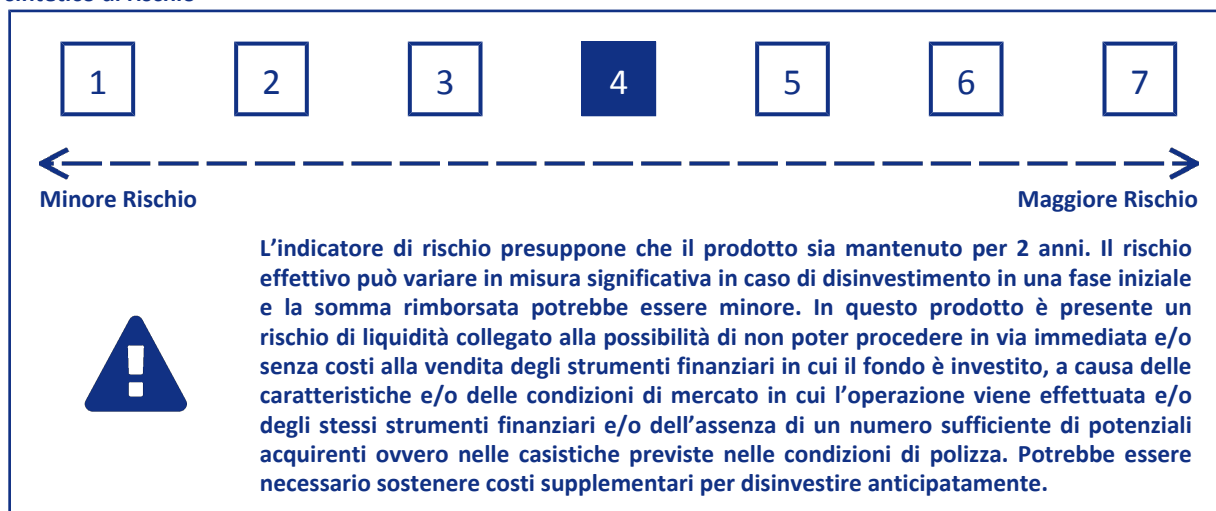 sintetico di rischio
1 2 3 4 5 6 7
Minore Rischio Maggiore Rischio
L’indicatore di rischio presuppone che il prodotto sia mantenuto per 2 anni. Il rischio
effettivo può variare in misura significativa in caso di disinvestimento in una fase iniziale
e la somma rimborsata potrebbe essere minore. In questo prodotto è presente un
rischio di liquidità collegato alla possibilità di non poter procedere in via immediata e/o
senza costi alla vendita degli strumenti finanziari in cui il fondo è investito, a causa delle
caratteristiche e/o delle condizioni di mercato in cui l’operazione viene effettuata e/o
degli stessi strumenti finanziari e/o dell’assenza di un numero sufficiente di potenziali
acquirenti ovvero nelle casistiche previste nelle condizioni di polizza. Potrebbe essere
necessario sostenere costi supplementari per disinvestire anticipatamente.